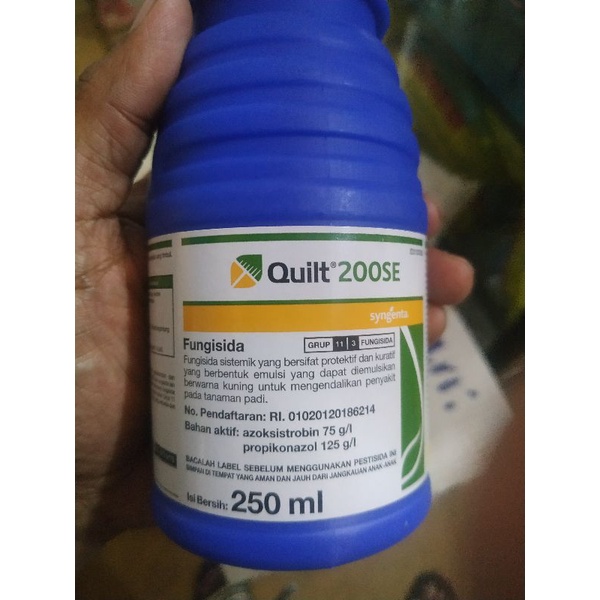 Quilt® 200SE
syngenta
Fungisida
GRUP 11 3 FUNGISIDA
Fungisida sistemik yang bersifat protektif dan kuratif
yang berbentuk emulsi yang dapat diemulsikan
berwarna kuning untuk mengendalikan penyakit
pada tanaman padi.
No. Pendaftaran: RI. 01020120186214
Bahan aktif: azoksistrobin 75 g/l
propikonazol 125 g/l
BACALAH LABEL SEBELUM MENGGUNAKAN PESTISIDA INI
SIMPAN DI TEMPAT YANG AMAN DAN JAUH DARI JANGKAUAN ANAK-ANAK
Isi Bersih: 250 ml